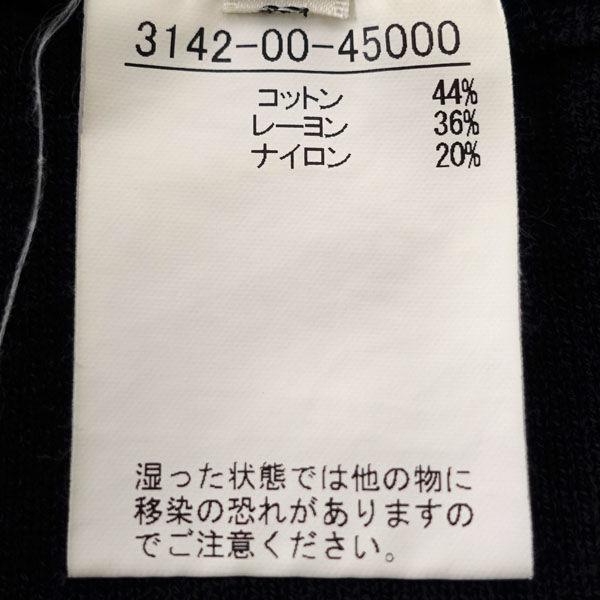 3142-00-45000
コットン 44%
レーヨン 36%
ナイロン 20%
湿った状態では他の物に
移染の恐れがありますの
でご注意ください。